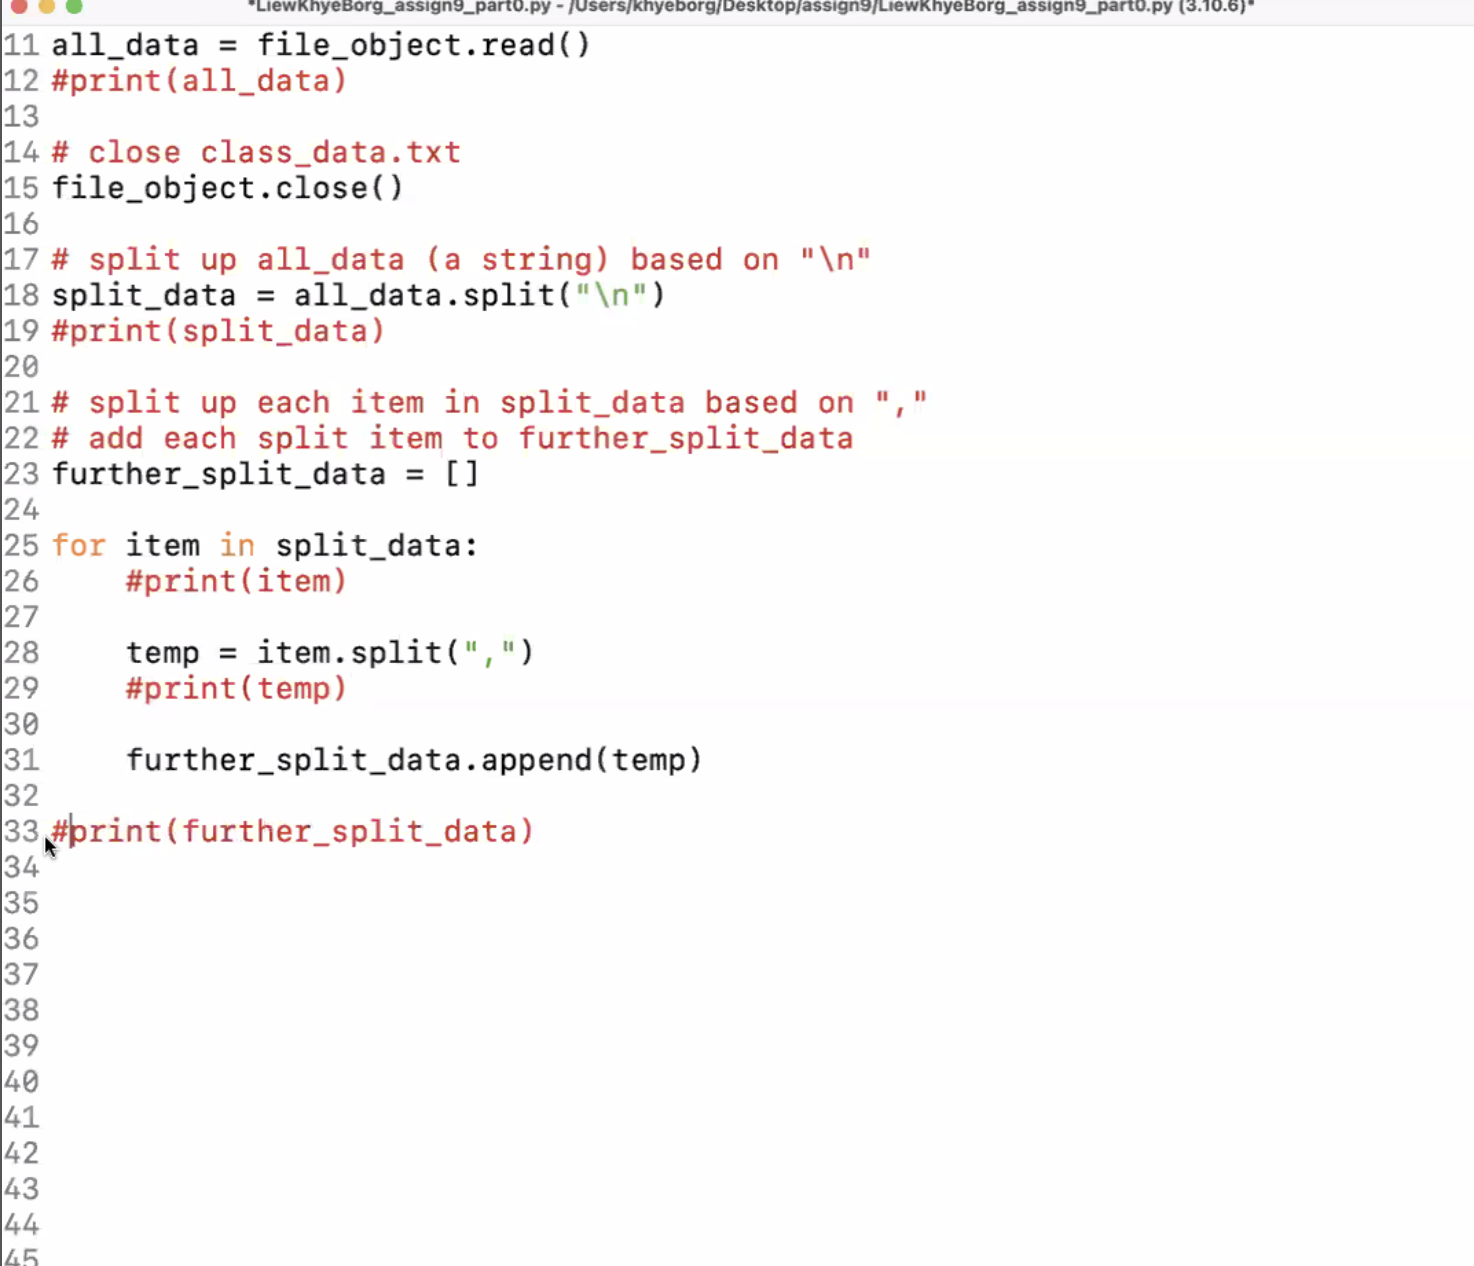 *LiewKhyeBorg_assign9_part0.py - /Users/khyeborg/Desktop/assign9/LiewKhyeBorg_assign9_part0.py (3.10.6)*
11 all_data = file_object.read()
12 #print(all_data)
13
14 # close class_data.txt
15 file_object.close()
16
17 # split up all_data (a string) based on "\n"
18 split_data = all_data.split("\n")
19 #print(split_data)
20
21 # split up each item in split_data based on ","
22 # add each split item to further_split_data
23 further_split_data = []
24
25 for item in split_data:
26     #print(item)
27
28     temp = item.split(",")
29     #print(temp)
30
31     further_split_data.append(temp)
32
33 #print(further_split_data)
34
35
36
37
38
39
40
41
42
43
44
45